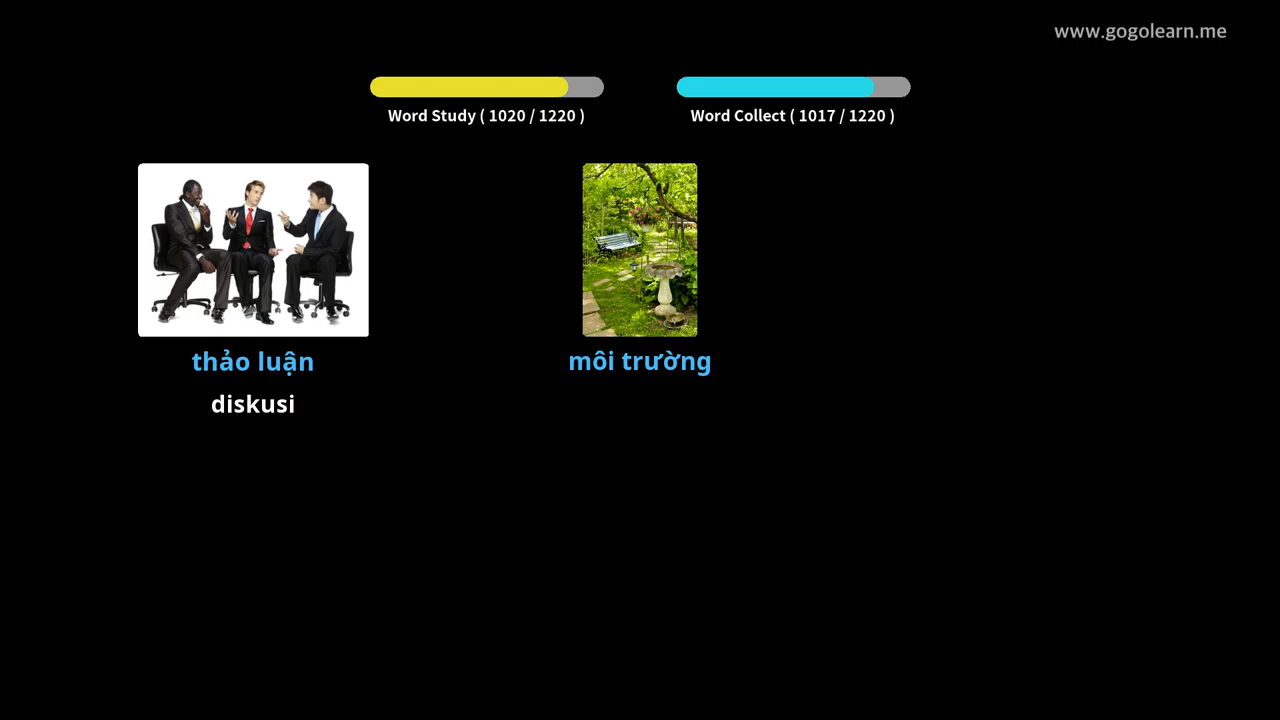 www.gogolearn.me
Word Study ( 1020 / 1220 )
Word Collect ( 1017 / 1220 )
thảo luận
môi trường
diskusi